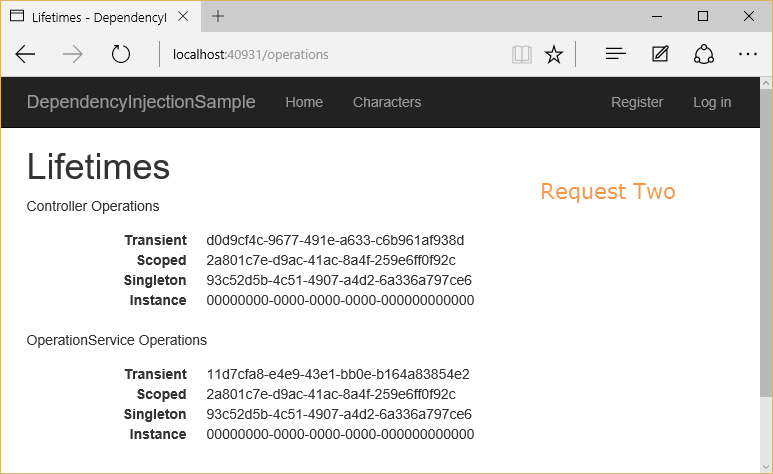 Lifetimes - DependencyI
localhost:40931/operations
DependencyInjectionSample Home Characters Register Log in
Lifetimes
Request Two
Controller Operations
Transient d0d9cf4c-9677-491e-a633-c6b961af938d
Scoped 2a801c7e-d9ac-41ac-8a4f-259e6ff0f92c
Singleton 93c52d5b-4c51-4907-a4d2-6a336a797ce6
Instance 00000000-0000-0000-0000-000000000000
OperationService Operations
Transient 11d7cfa8-e4e9-43e1-bb0e-b164a83854e2
Scoped 2a801c7e-d9ac-41ac-8a4f-259e6ff0f92c
Singleton 93c52d5b-4c51-4907-a4d2-6a336a797ce6
Instance 00000000-0000-0000-0000-000000000000